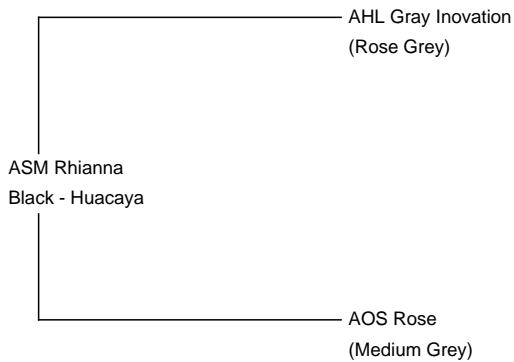 AHL Gray Inovation
(Rose Grey)
ASM Rhianna
Black - Huacaya
AOS Rose
(Medium Grey)